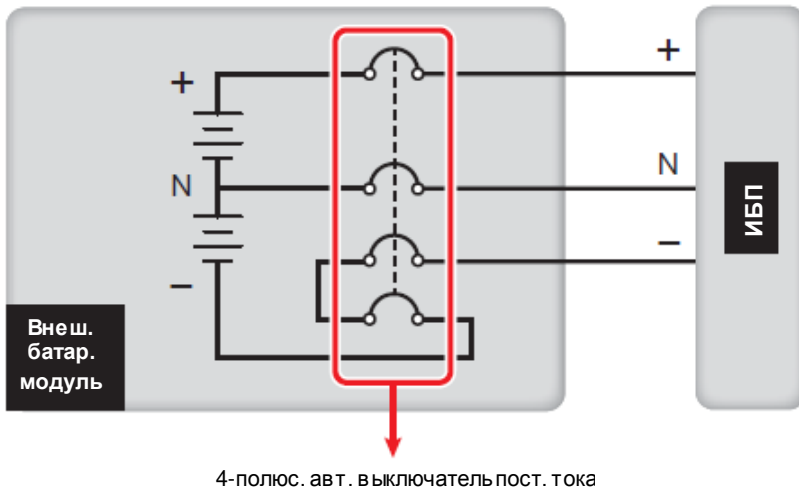 +
+
N
N
ИБП
−
−
Внеш.
батар.
модуль
4-полюс. авт. выключатель пост. тока